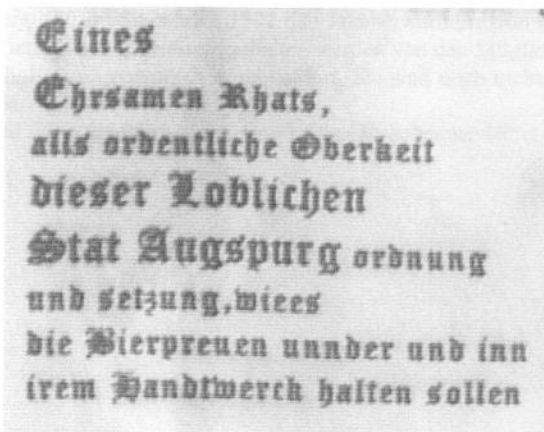 Eines
Ehrsamen Rhats,
alls ordentliche Oberkeit
dieser Loblichen
Stat Augspurg ordnung
und setzung,wiees
die Bierpreuen unnder und inn
irem Handtwerck halten sollen